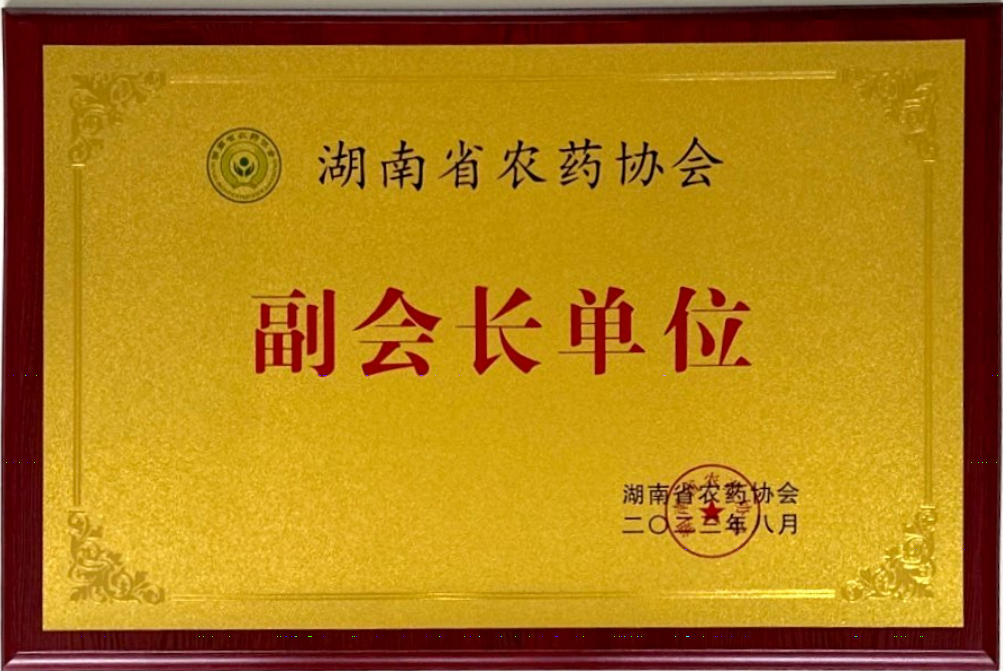 湖南省农药协会
副会长单位
湖南省农药协会
二〇二三年八月